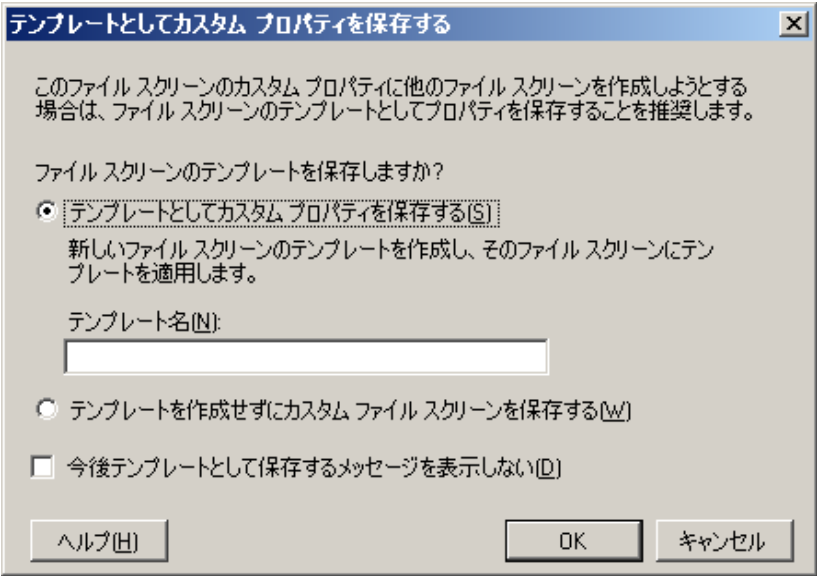 テンプレートとしてカスタム プロパティを保存する
このファイル スクリーンのカスタム プロパティに他のファイル スクリーンを作成しようとする
場合は、ファイル スクリーンのテンプレートとしてプロパティを保存することを推奨します。
ファイル スクリーンのテンプレートを保存しますか?
テンプレートとしてカスタム プロパティを保存する(S)
新しいファイル スクリーンのテンプレートを作成し、そのファイル スクリーンにテン
プレートを適用します。
テンプレート名(N):
テンプレートを作成せずにカスタム ファイル スクリーンを保存する(W)
今後テンプレートとして保存するメッセージを表示しない(D)
ヘルプ(H) OK キャンセル